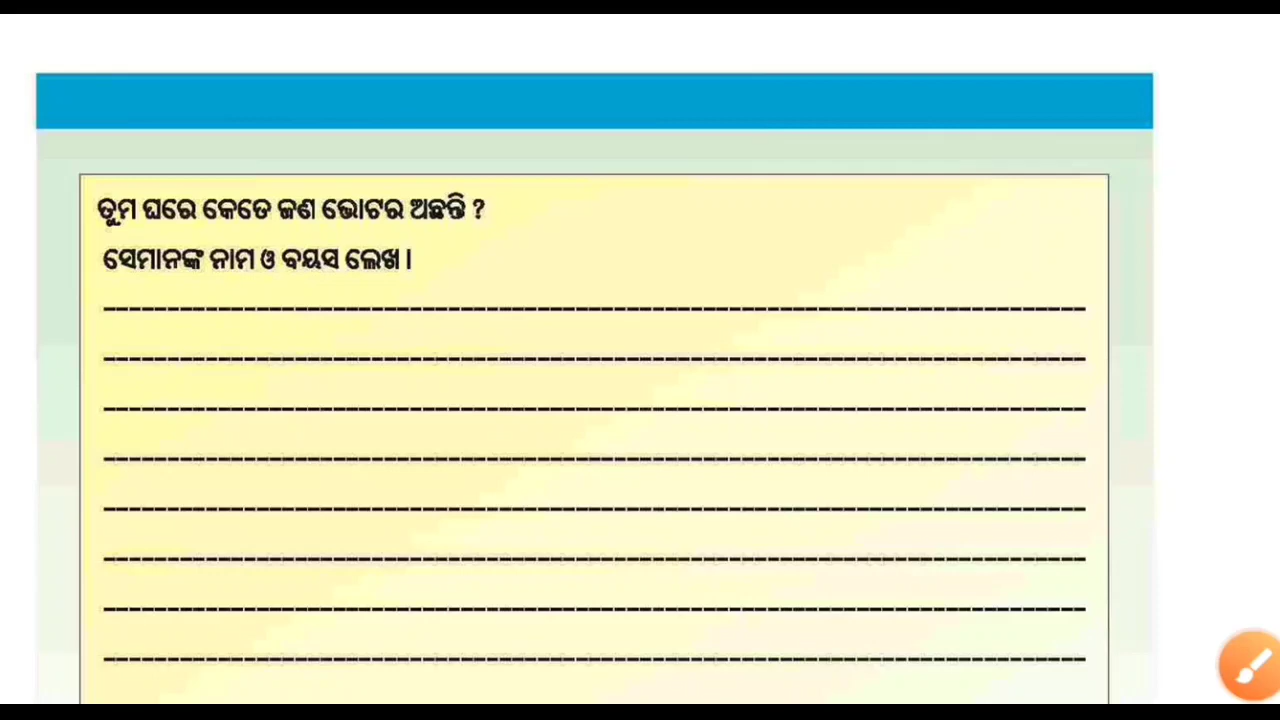 ତୁମ ଘରେ କେତେ ଜଣ ଭୋଟର ଅଛନ୍ତି ?
ସେମାନଙ୍କ ନାମ ଓ ବୟସ ଲେଖ ।